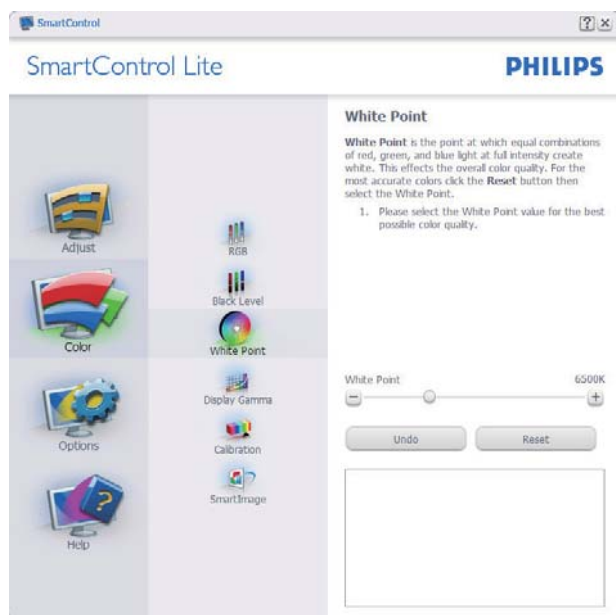 SmartControl
SmartControl Lite
PHILIPS
Adjust
Color
Options
Help
RGB
Black Level
White Point
Display Gamma
Calibration
SmartImage
White Point
White Point is the point at which equal combinations
of red, green, and blue light at full intensity create
white. This effects the overall color quality. For the
most accurate colors click the Reset button then
select the White Point.
1. Please select the White Point value for the best
possible color quality.
White Point 6500K
Undo Reset